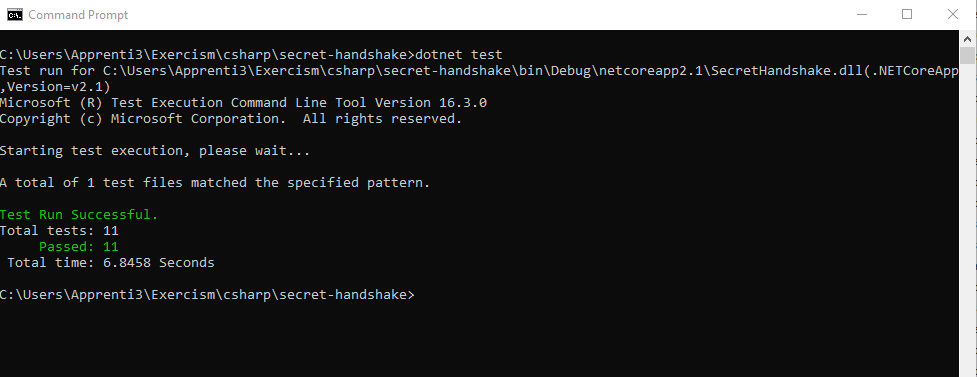 Command Prompt
C:\Users\Apprenti3\Exercism\csharp\secret-handshake>dotnet test
Test run for C:\Users\Apprenti3\Exercism\csharp\secret-handshake\bin\Debug\netcoreapp2.1\SecretHandshake.dll(.NETCoreApp
,Version=v2.1)
Microsoft (R) Test Execution Command Line Tool Version 16.3.0
Copyright (c) Microsoft Corporation.  All rights reserved.
Starting test execution, please wait...
A total of 1 test files matched the specified pattern.
Test Run Successful.
Total tests: 11
     Passed: 11
 Total time: 6.8458 Seconds
C:\Users\Apprenti3\Exercism\csharp\secret-handshake>